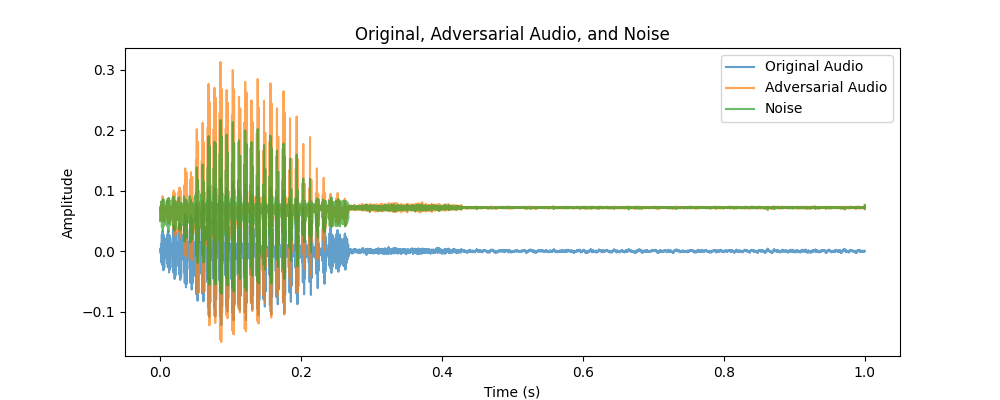 Original, Adversarial Audio, and Noise
Original Audio
Adversarial Audio
Noise
Amplitude
0.3
0.2
0.1
0.0
−0.1
0.0 0.2 0.4 0.6 0.8 1.0
Time (s)